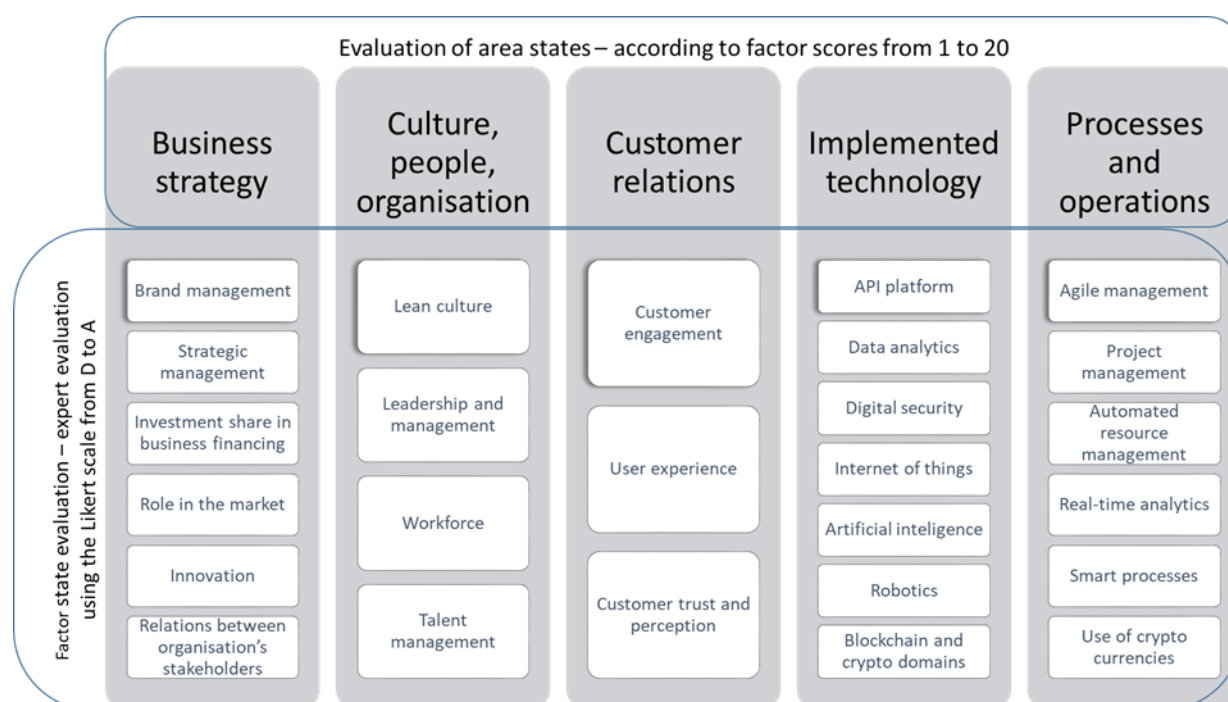 Evaluation of area states – according to factor scores from 1 to 20
Business
strategy
Culture,
people,
organisation
Customer
relations
Implemented
technology
Processes
and
operations
Factor state evaluation – expert evaluation
using the Likert scale from D to A
Brand management
Strategic
management
Investment share in
business financing
Role in the market
Innovation
Relations between
organisation’s
stakeholders
Lean culture
Leadership and
management
Workforce
Talent
management
Customer
engagement
User experience
Customer trust and
perception
API platform
Data analytics
Digital security
Internet of things
Artificial inteligence
Robotics
Blockchain and
crypto domains
Agile management
Project
management
Automated
resource
management
Real-time analytics
Smart processes
Use of crypto
currencies